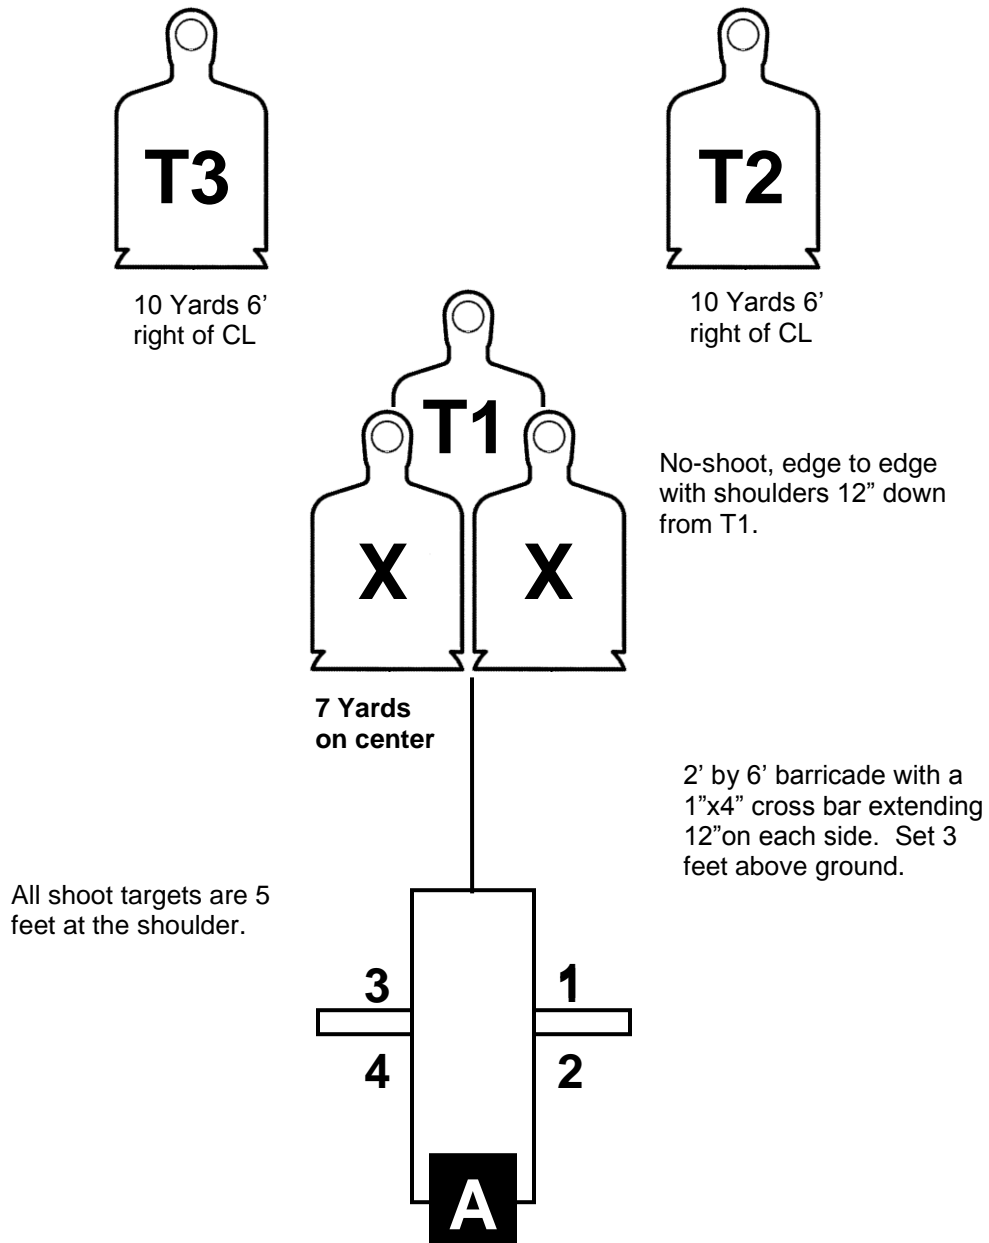 T3
T2
10 Yards 6’
right of CL
10 Yards 6’
right of CL
T1
No-shoot, edge to edge
with shoulders 12” down
from T1.
X
X
7 Yards
on center
2’ by 6’ barricade with a
1”x4” cross bar extending
12”on each side.  Set 3
feet above ground.
All shoot targets are 5
feet at the shoulder.
3
1
4
2
A